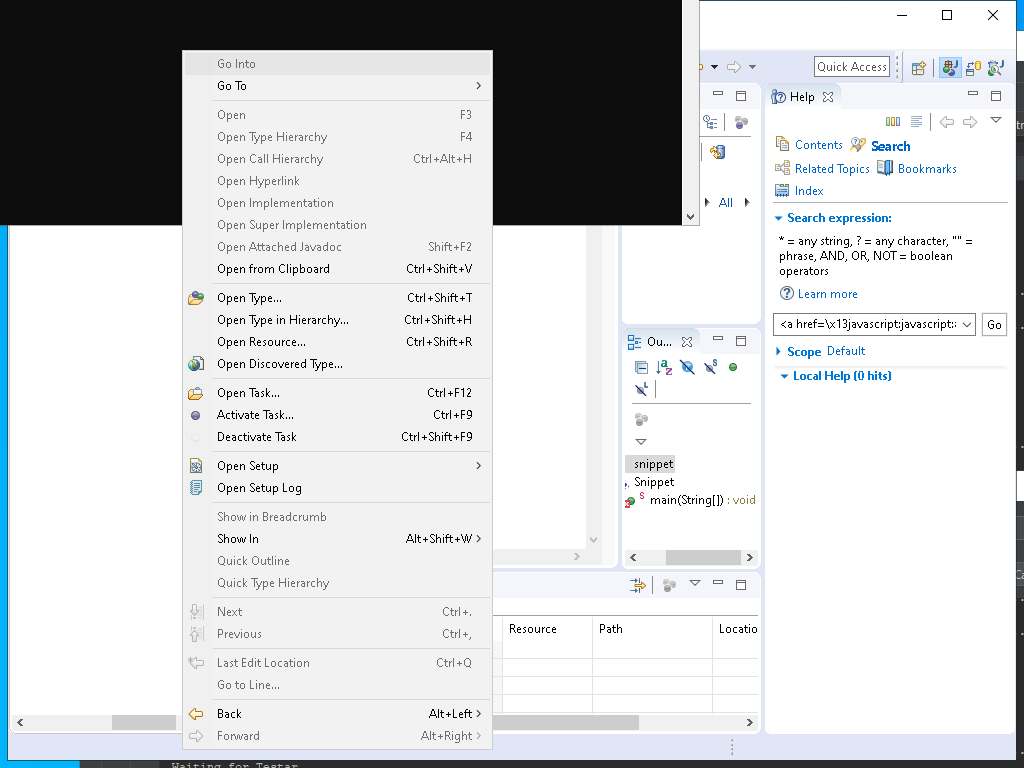 Go Into
Go To
Open F3
Open Type Hierarchy F4
Open Call Hierarchy Ctrl+Alt+H
Open Hyperlink
Open Implementation
Open Super Implementation
Open Attached Javadoc Shift+F2
Open from Clipboard Ctrl+Shift+V
Open Type... Ctrl+Shift+T
Open Type in Hierarchy... Ctrl+Shift+H
Open Resource... Ctrl+Shift+R
Open Discovered Type...
Open Task... Ctrl+F12
Activate Task... Ctrl+F9
Deactivate Task Ctrl+Shift+F9
Open Setup
Open Setup Log
Show in Breadcrumb
Show In Alt+Shift+W
Quick Outline
Quick Type Hierarchy
Next Ctrl+.
Previous Ctrl+,
Last Edit Location Ctrl+Q
Go to Line...
Back Alt+Left
Forward Alt+Right
Quick Access
All
Ou...
snippet
Snippet
main(String[]) : void
Resource Path Locatio
Help
Contents Search
Related Topics Bookmarks
Index
Search expression:
* = any string, ? = any character, "" =
phrase, AND, OR, NOT = boolean
operators
Learn more
<a href=\x13javascript:javascript: Go
Scope Default
Local Help (0 hits)
Waiting for Testar